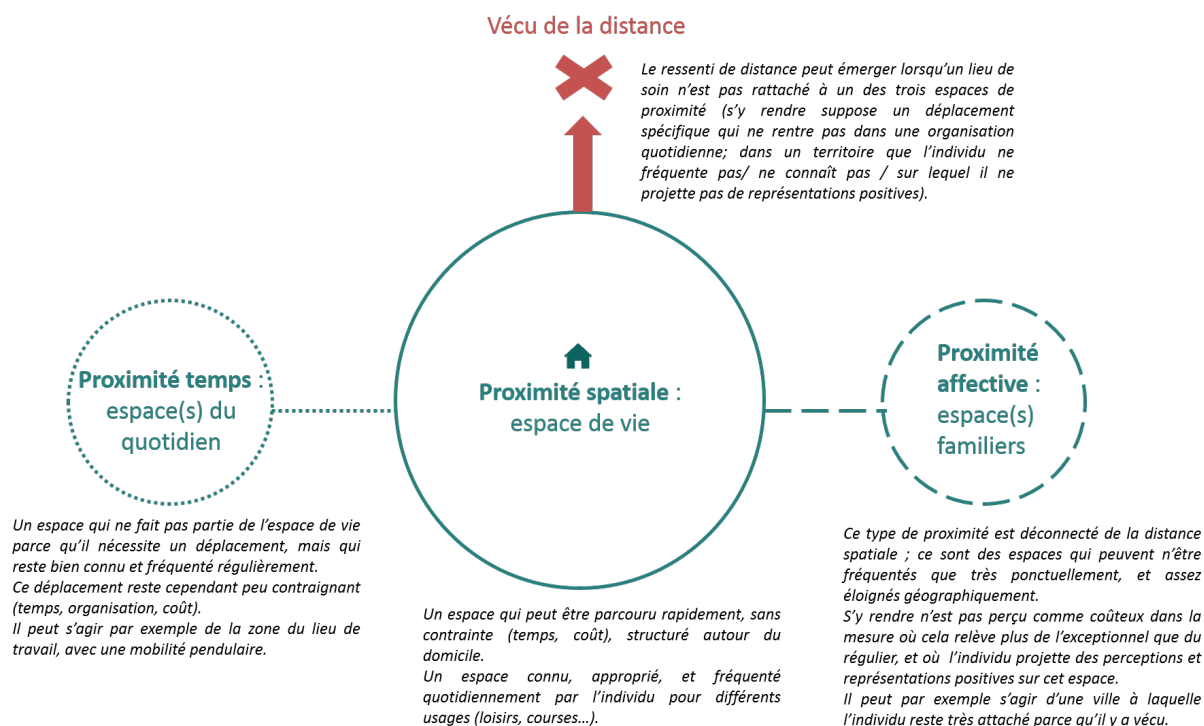 Vécu de la distance
Le ressenti de distance peut émerger lorsqu'un lieu de
soin n'est pas rattaché à un des trois espaces de
proximité (s'y rendre suppose un déplacement
spécifique qui ne rentre pas dans une organisation
quotidienne; dans un territoire que l'individu ne
fréquente pas/ ne connaît pas / sur lequel il ne
projette pas de représentations positives).
Proximité temps :
espace(s) du
quotidien
Proximité spatiale :
espace de vie
Proximité
affective :
espace(s)
familiers
Un espace qui ne fait pas partie de l'espace de vie
parce qu'il nécessite un déplacement, mais qui
reste bien connu et fréquenté régulièrement.
Ce déplacement reste cependant peu contraignant
(temps, organisation, coût).
Il peut s'agir par exemple de la zone du lieu de
travail, avec une mobilité pendulaire.
Un espace qui peut être parcouru rapidement, sans
contrainte (temps, coût), structuré autour du
domicile.
Un espace connu, approprié, et fréquenté
quotidiennement par l'individu pour différents
usages (loisirs, courses…).
Ce type de proximité est déconnecté de la distance
spatiale ; ce sont des espaces qui peuvent n'être
fréquentés que très ponctuellement, et assez
éloignés géographiquement.
S'y rendre n'est pas perçu comme coûteux dans la
mesure où cela relève plus de l'exceptionnel que du
régulier, et où l'individu projette des perceptions et
représentations positives sur cet espace.
Il peut par exemple s'agir d'une ville à laquelle
l'individu reste très attaché parce qu'il y a vécu.